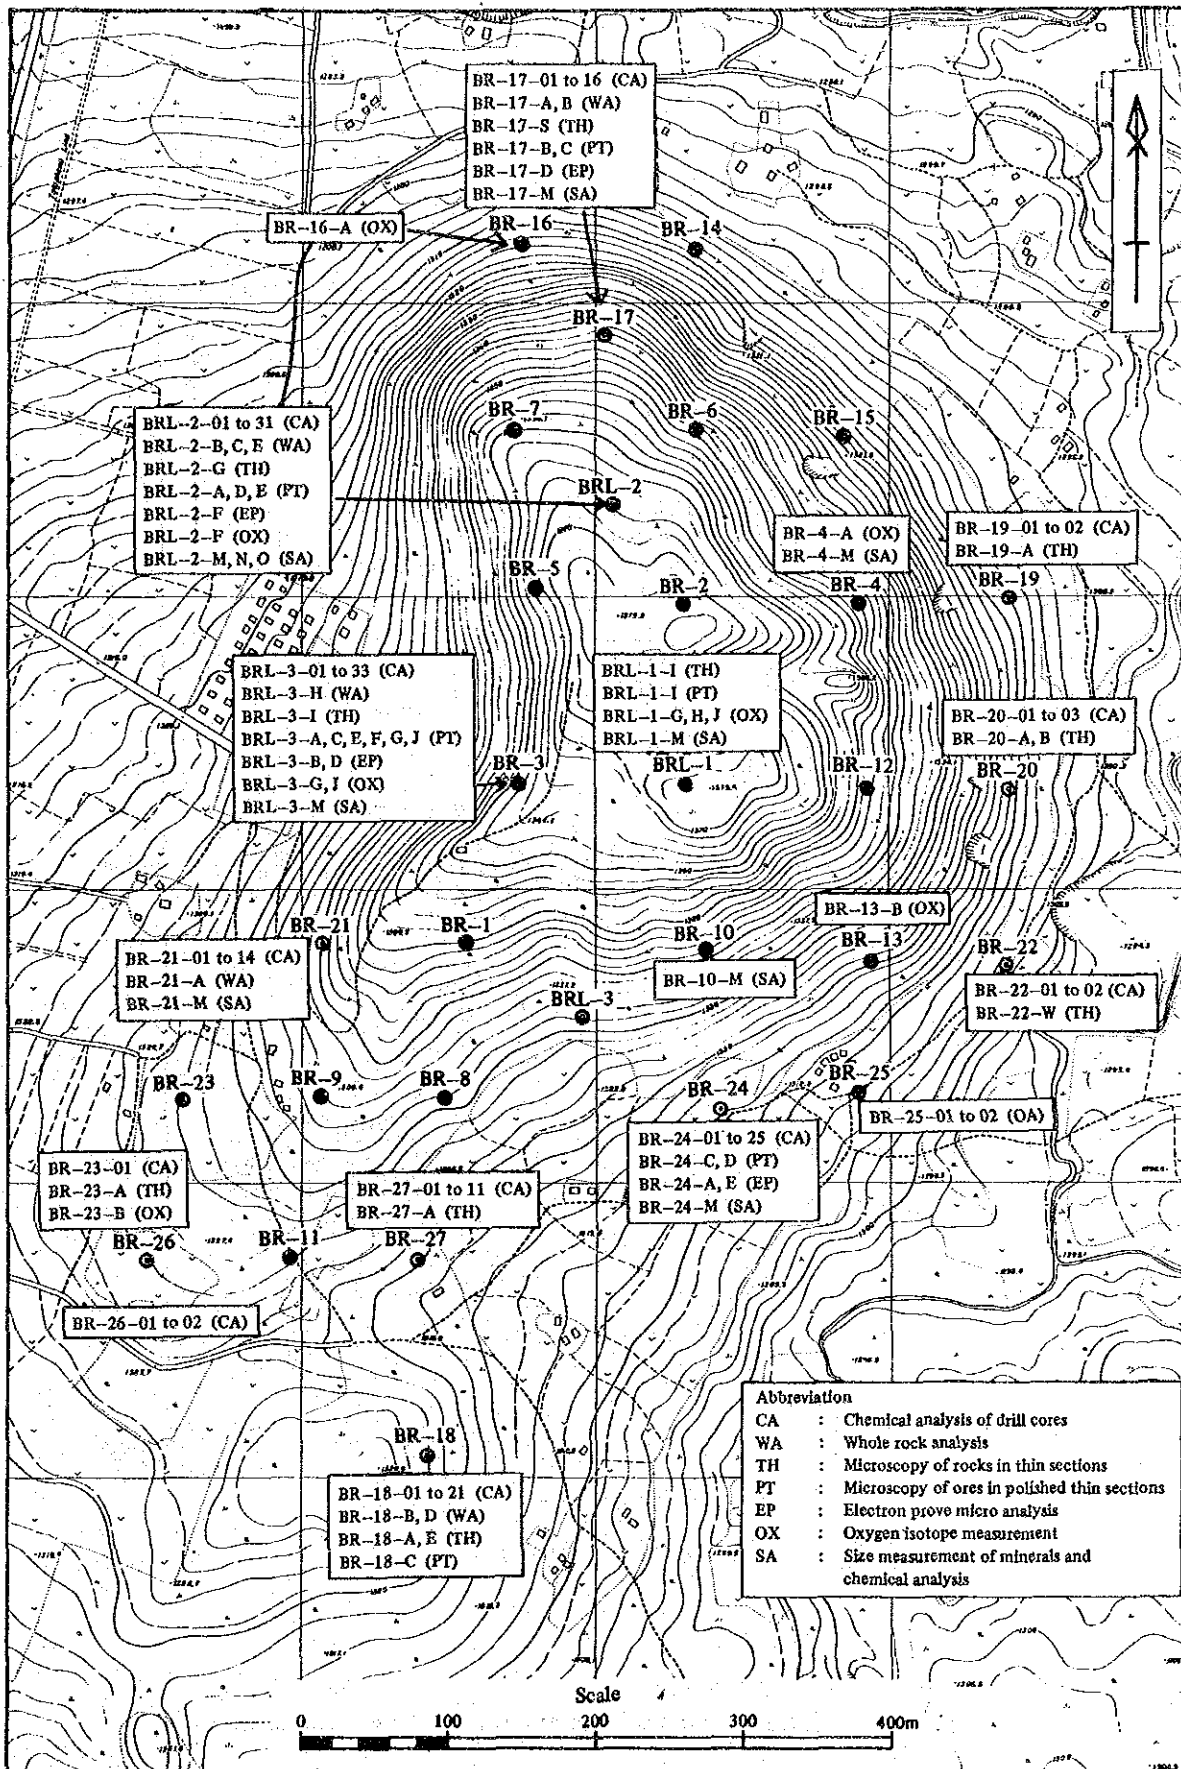 BR-17-01 to 16 (CA)
BR-17-A, B (WA)
BR-17-S (TH)
BR-17-B, C (PT)
BR-17-D (EP)
BR-17-M (SA)
BR-16-A (OX)
BR-16
BR-14
BR-17
BR-7
BR-6
BR-15
BRL-2-01 to 31 (CA)
BRL-2-B, C, E (WA)
BRL-2-G (TH)
BRL-2-A, D, E (PT)
BRL-2-F (EP)
BRL-2-F (OX)
BRL-2-M, N, O (SA)
BRL-2
BR-4-A (OX)
BR-4-M (SA)
BR-19-01 to 02 (CA)
BR-19-A (TH)
BR-5
BR-2
BR-4
BR-19
BRL-3-01 to 33 (CA)
BRL-3-H (WA)
BRL-3-I (TH)
BRL-3-A, C, E, F, G, J (PT)
BRL-3-B, D (EP)
BRL-3-G, J (OX)
BRL-3-M (SA)
BRL-1-I (TH)
BRL-1-I (PT)
BRL-1-G, H, J (OX)
BRL-1-M (SA)
BR-20-01 to 03 (CA)
BR-20-A, B (TH)
BR-3
BRL-1
BR-12
BR-20
BR-13-B (OX)
BR-21
BR-1
BR-10
BR-13
BR-22
BR-21-01 to 14 (CA)
BR-21-A (WA)
BR-21-M (SA)
BR-10-M (SA)
BR-22-01 to 02 (CA)
BR-22-W (TH)
BRL-3
BR-23
BR-9
BR-8
BR-24
BR-25
BR-25-01 to 02 (OA)
BR-24-01 to 25 (CA)
BR-24-C, D (PT)
BR-24-A, E (EP)
BR-24-M (SA)
BR-23-01 (CA)
BR-23-A (TH)
BR-23-B (OX)
BR-27-01 to 11 (CA)
BR-27-A (TH)
BR-26
BR-11
BR-27
BR-26-01 to 02 (CA)
BR-18
BR-18-01 to 21 (CA)
BR-18-B, D (WA)
BR-18-A, E (TH)
BR-18-C (PT)
Abbreviation
CA : Chemical analysis of drill cores
WA : Whole rock analysis
TH : Microscopy of rocks in thin sections
PT : Microscopy of ores in polished thin sections
EP : Electron prove micro analysis
OX : Oxygen isotope measurement
SA : Size measurement of minerals and
chemical analysis
Scale
0 100 200 300 400m